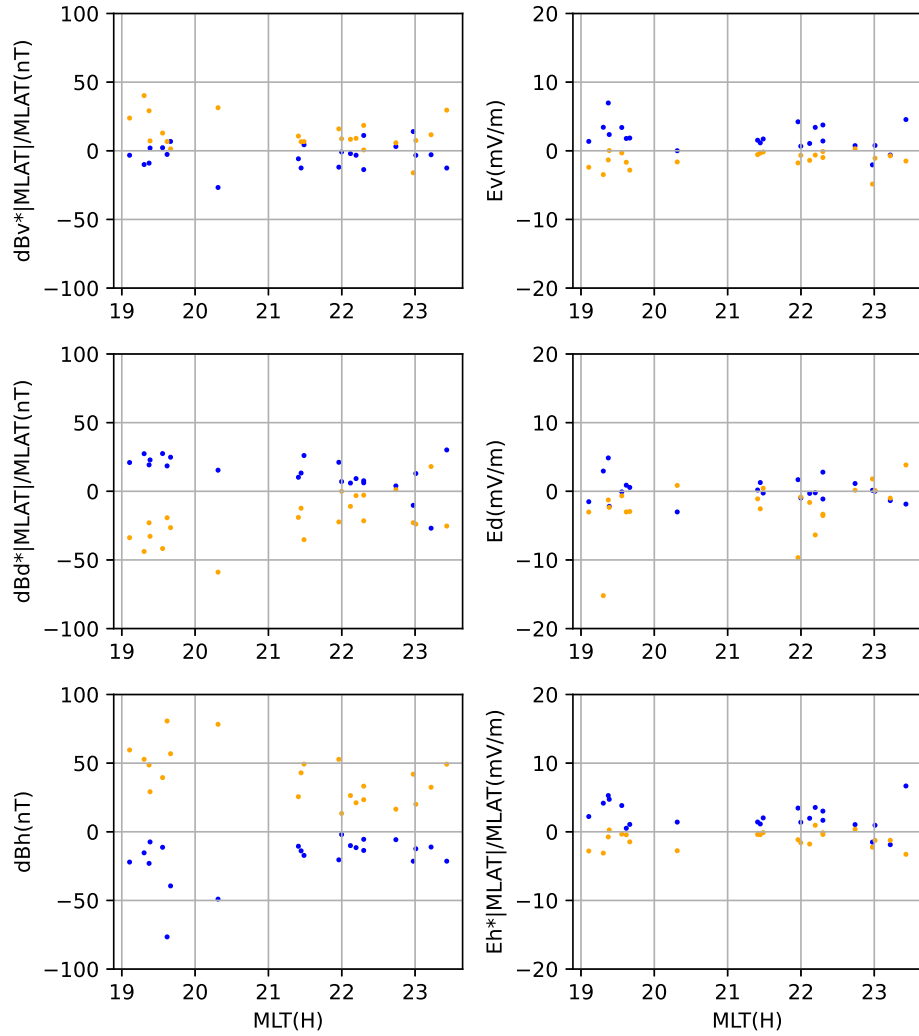 dBv*|MLAT|/MLAT(nT)
100
50
0
−50
−100
19 20 21 22 23
Ev(mV/m)
20
10
0
−10
−20
19 20 21 22 23
dBd*|MLAT|/MLAT(nT)
100
50
0
−50
−100
19 20 21 22 23
Ed(mV/m)
20
10
0
−10
−20
19 20 21 22 23
dBh(nT)
100
50
0
−50
−100
19 20 21 22 23
MLT(H)
Eh*|MLAT|/MLAT(mV/m)
20
10
0
−10
−20
19 20 21 22 23
MLT(H)